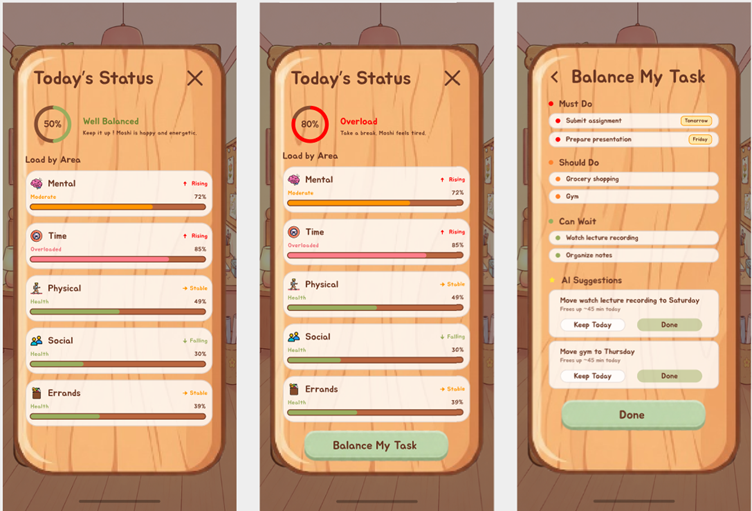 Today's Status
50%
Well Balanced
Keep it up ! Moshi is happy and energetic.
Load by Area
Mental
↑ Rising
Moderate
72%
Time
↑ Rising
Overloaded
85%
Physical
→ Stable
Health
49%
Social
↓ Falling
Health
30%
Errands
→ Stable
Health
39%
Today's Status
80%
Overload
Take a break. Moshi feels tired.
Load by Area
Mental
↑ Rising
Moderate
72%
Time
↑ Rising
Overloaded
85%
Physical
→ Stable
Health
49%
Social
↓ Falling
Health
30%
Errands
→ Stable
Health
39%
Balance My Task
Balance My Task
Must Do
Submit assignment
Tomorrow
Prepare presentation
Friday
Should Do
Grocery shopping
Gym
Can Wait
Watch lecture recording
Organize notes
AI Suggestions
Move watch lecture recording to Saturday
Frees up ~45 min today
Keep Today
Done
Move gym to Thursday
Frees up ~45 min today
Keep Today
Done
Done